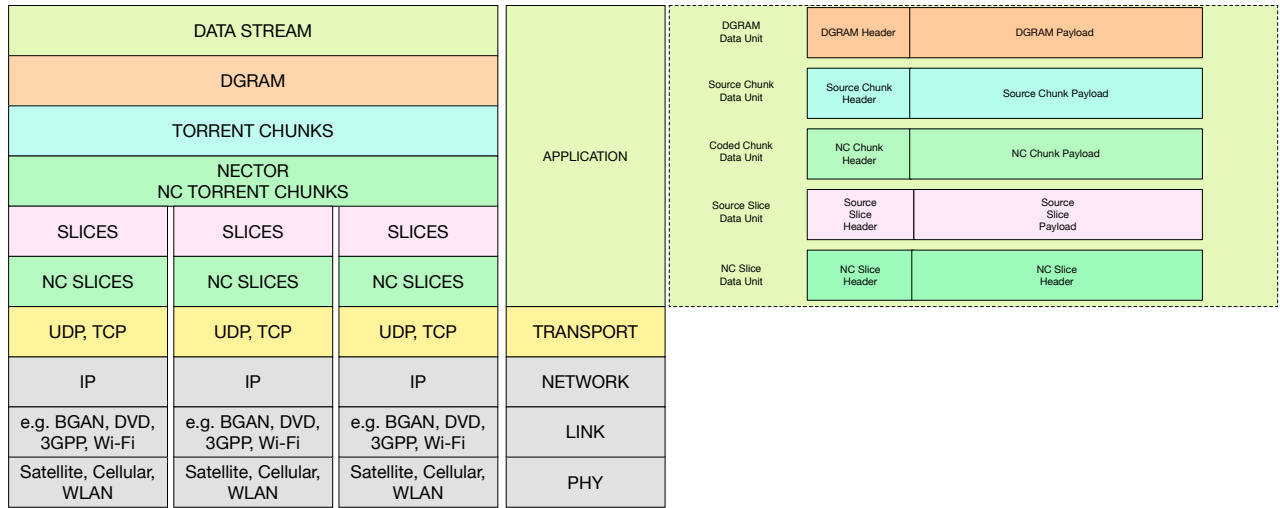 DATA STREAM
DGRAM
TORRENT CHUNKS
NECTOR
NC TORRENT CHUNKS
SLICES
SLICES
SLICES
NC SLICES
NC SLICES
NC SLICES
UDP, TCP
UDP, TCP
UDP, TCP
IP
IP
IP
e.g. BGAN, DVD,
3GPP, Wi-Fi
e.g. BGAN, DVD,
3GPP, Wi-Fi
e.g. BGAN, DVD,
3GPP, Wi-Fi
Satellite, Cellular,
WLAN
Satellite, Cellular,
WLAN
Satellite, Cellular,
WLAN
APPLICATION
TRANSPORT
NETWORK
LINK
PHY
DGRAM
Data Unit
DGRAM Header
DGRAM Payload
Source Chunk
Data Unit
Source Chunk
Header
Source Chunk Payload
Coded Chunk
Data Unit
NC Chunk
Header
NC Chunk Payload
Source Slice
Data Unit
Source
Slice
Header
Source
Slice
Payload
NC Slice
Data Unit
NC Slice
Header
NC Slice
Header